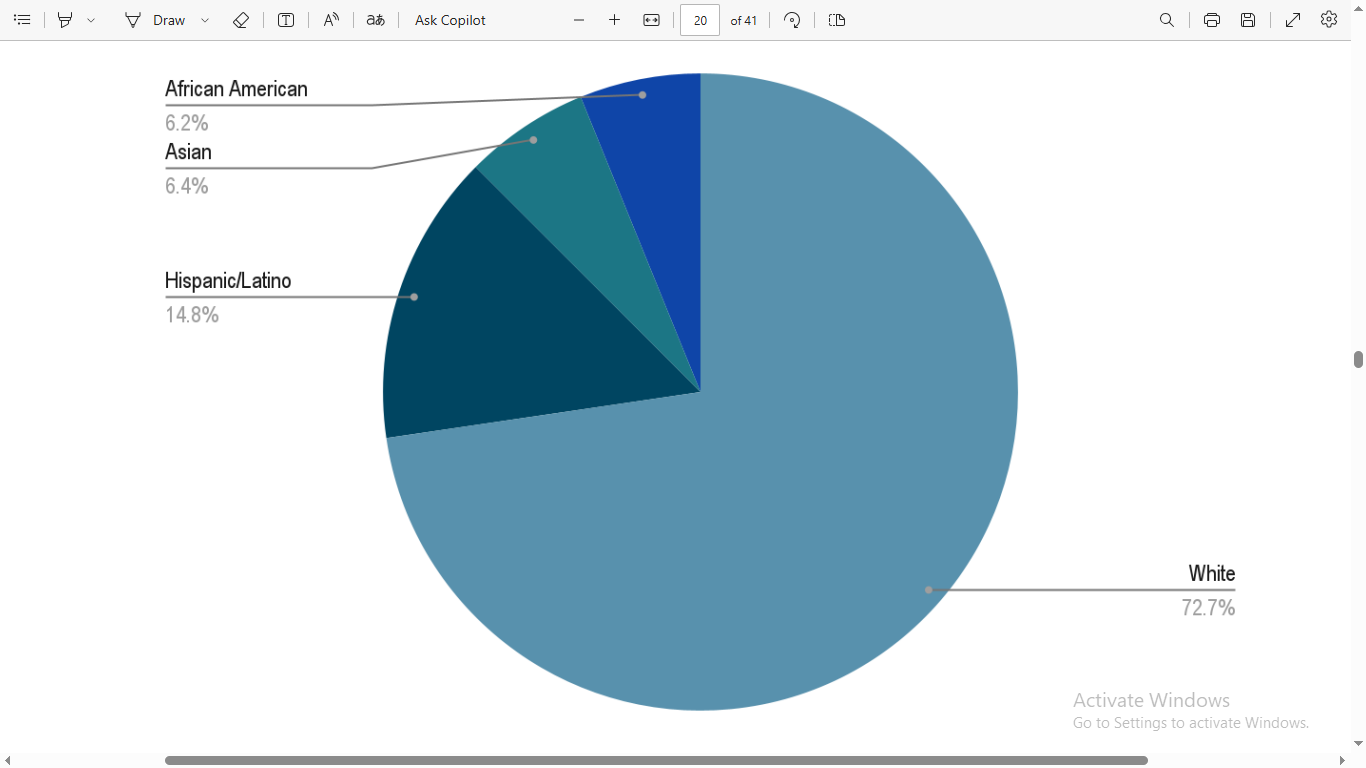 Draw
Ask Copilot
20 of 41
African American
6.2%
Asian
6.4%
Hispanic/Latino
14.8%
White
72.7%
Activate Windows
Go to Settings to activate Windows.